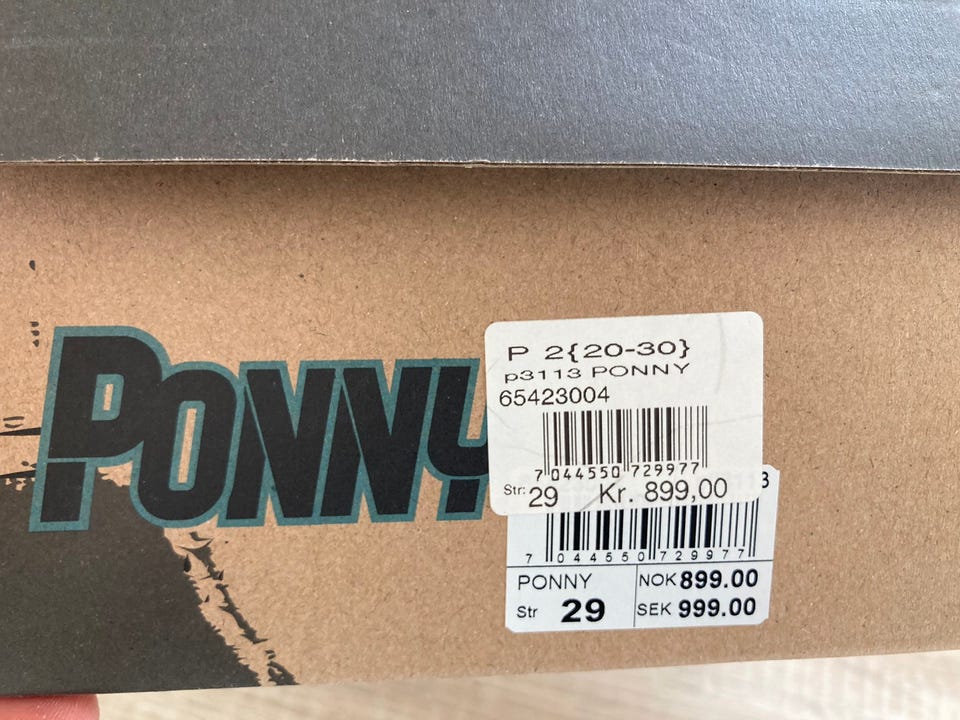 PONNY
P 2{20-30}
p3113 PONNY
65423004
7 044550 729977
Str: 29 Kr. 899,00
3
7 044550 729977
PONNY NOK 899.00
Str 29 SEK 999.00